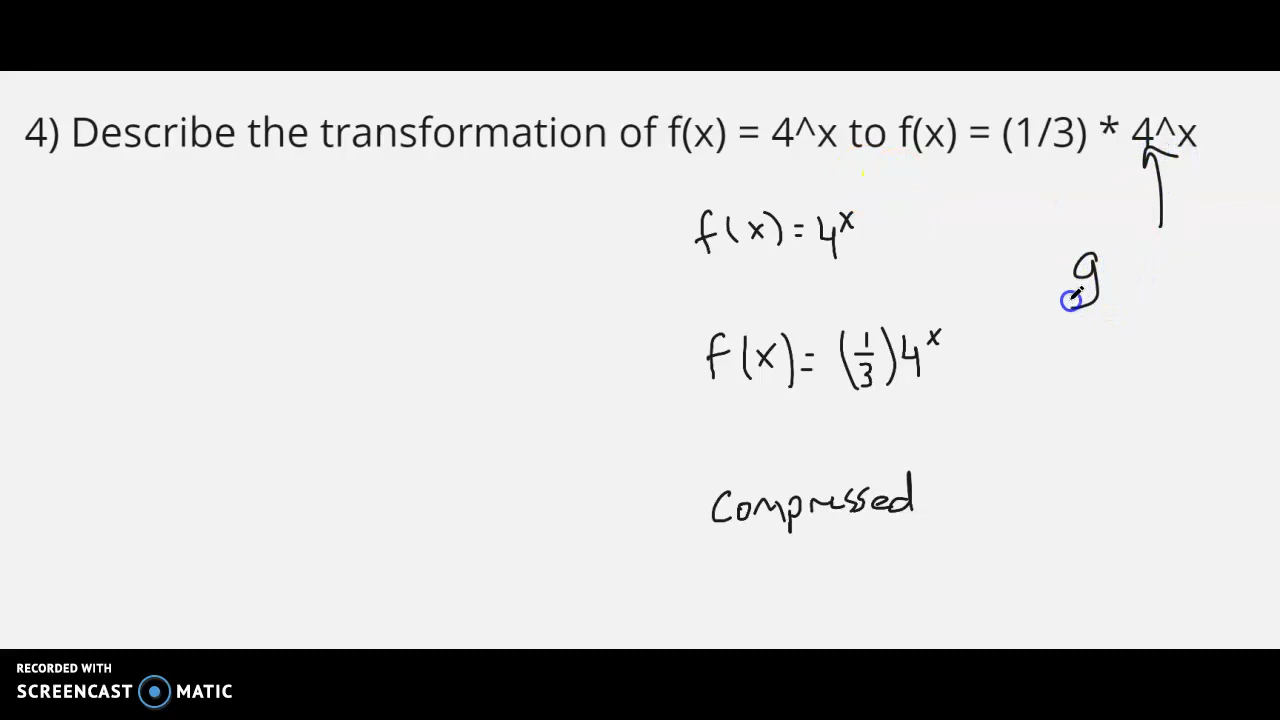 4) Describe the transformation of f(x) = 4^x to f(x) = (1/3) * 4^x
f(x) = 4^x
g
f(x) = (1/3) 4^x
Compressed
RECORDED WITH
SCREENCAST MATIC